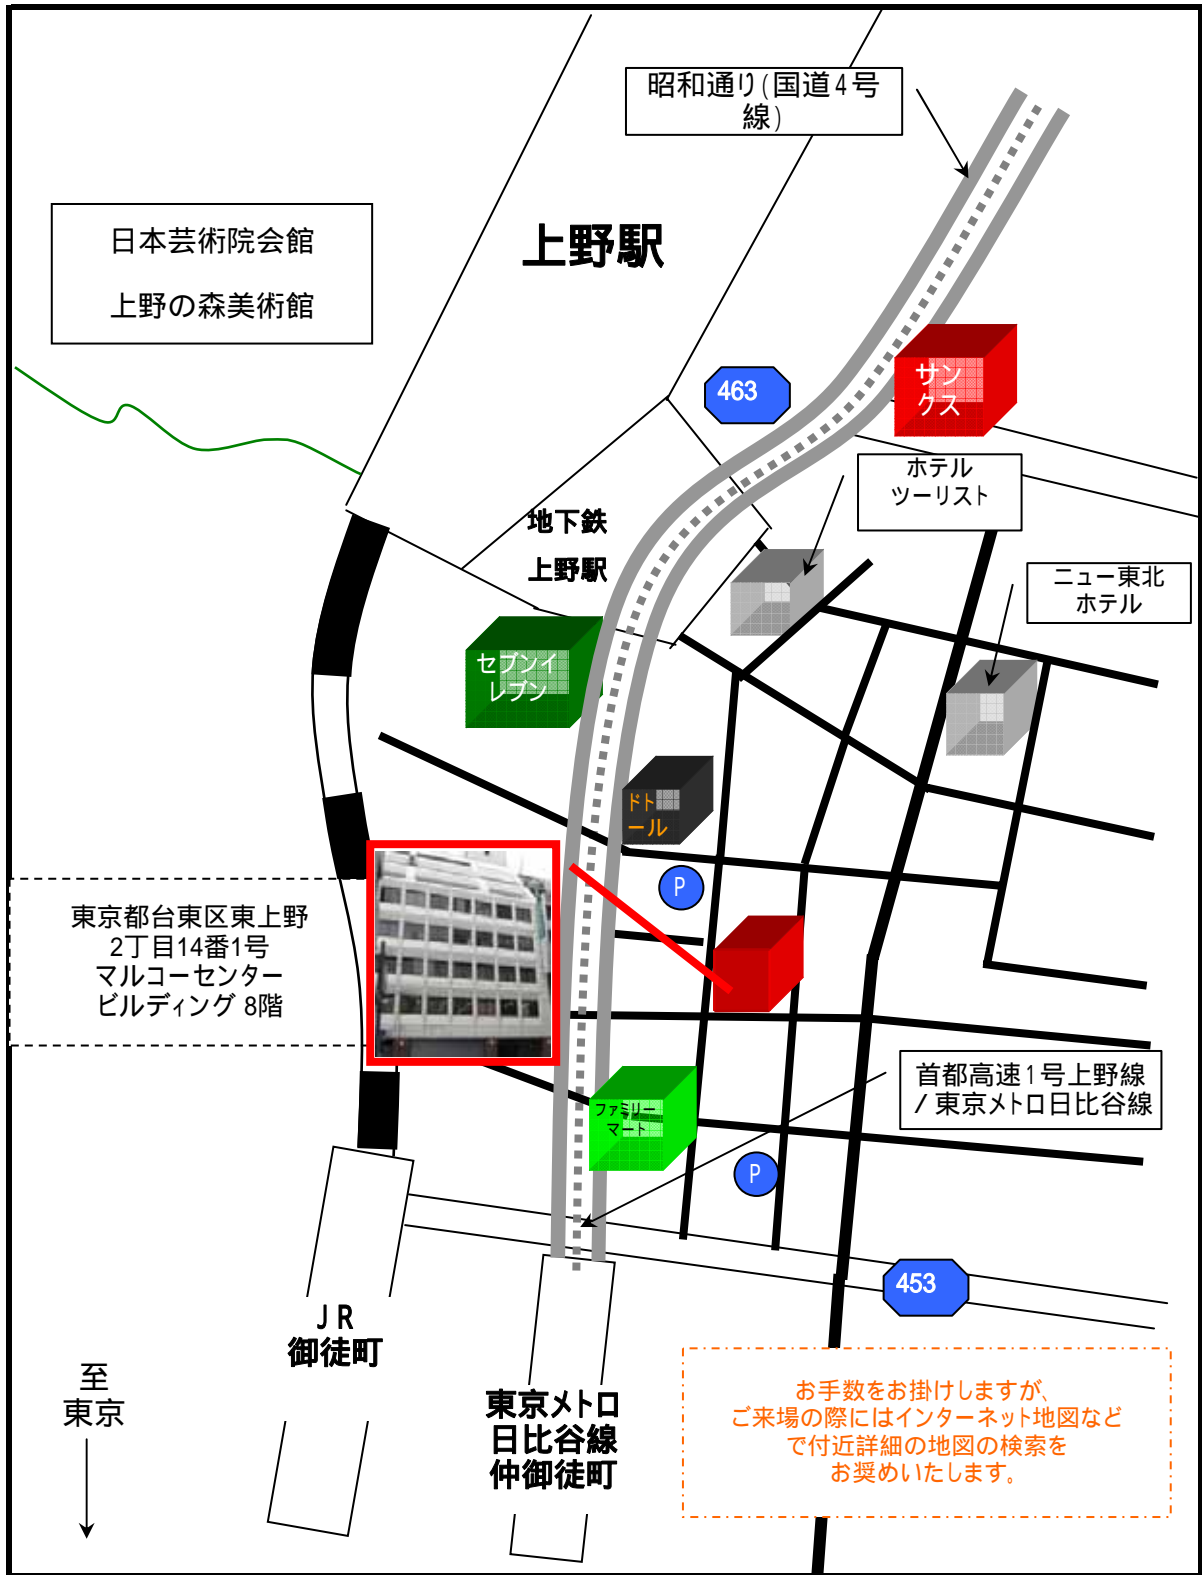 昭和通り(国道4号
線)
日本芸術院会館
上野の森美術館
上野駅
463
サン
クス
ホテル
ツーリスト
地下鉄
上野駅
ニュー東北
ホテル
セブンイ
レブン
ドト
ール
P
東京都台東区東上野
2丁目14番1号
マルコーセンター
ビルディング 8階
首都高速1号上野線
/東京メトロ日比谷線
ファミリー
マート
P
453
JR
御徒町
至
東京
東京メトロ
日比谷線
仲御徒町
お手数をお掛けしますが、
ご来場の際にはインターネット地図など
で付近詳細の地図の検索を
お奨めいたします。